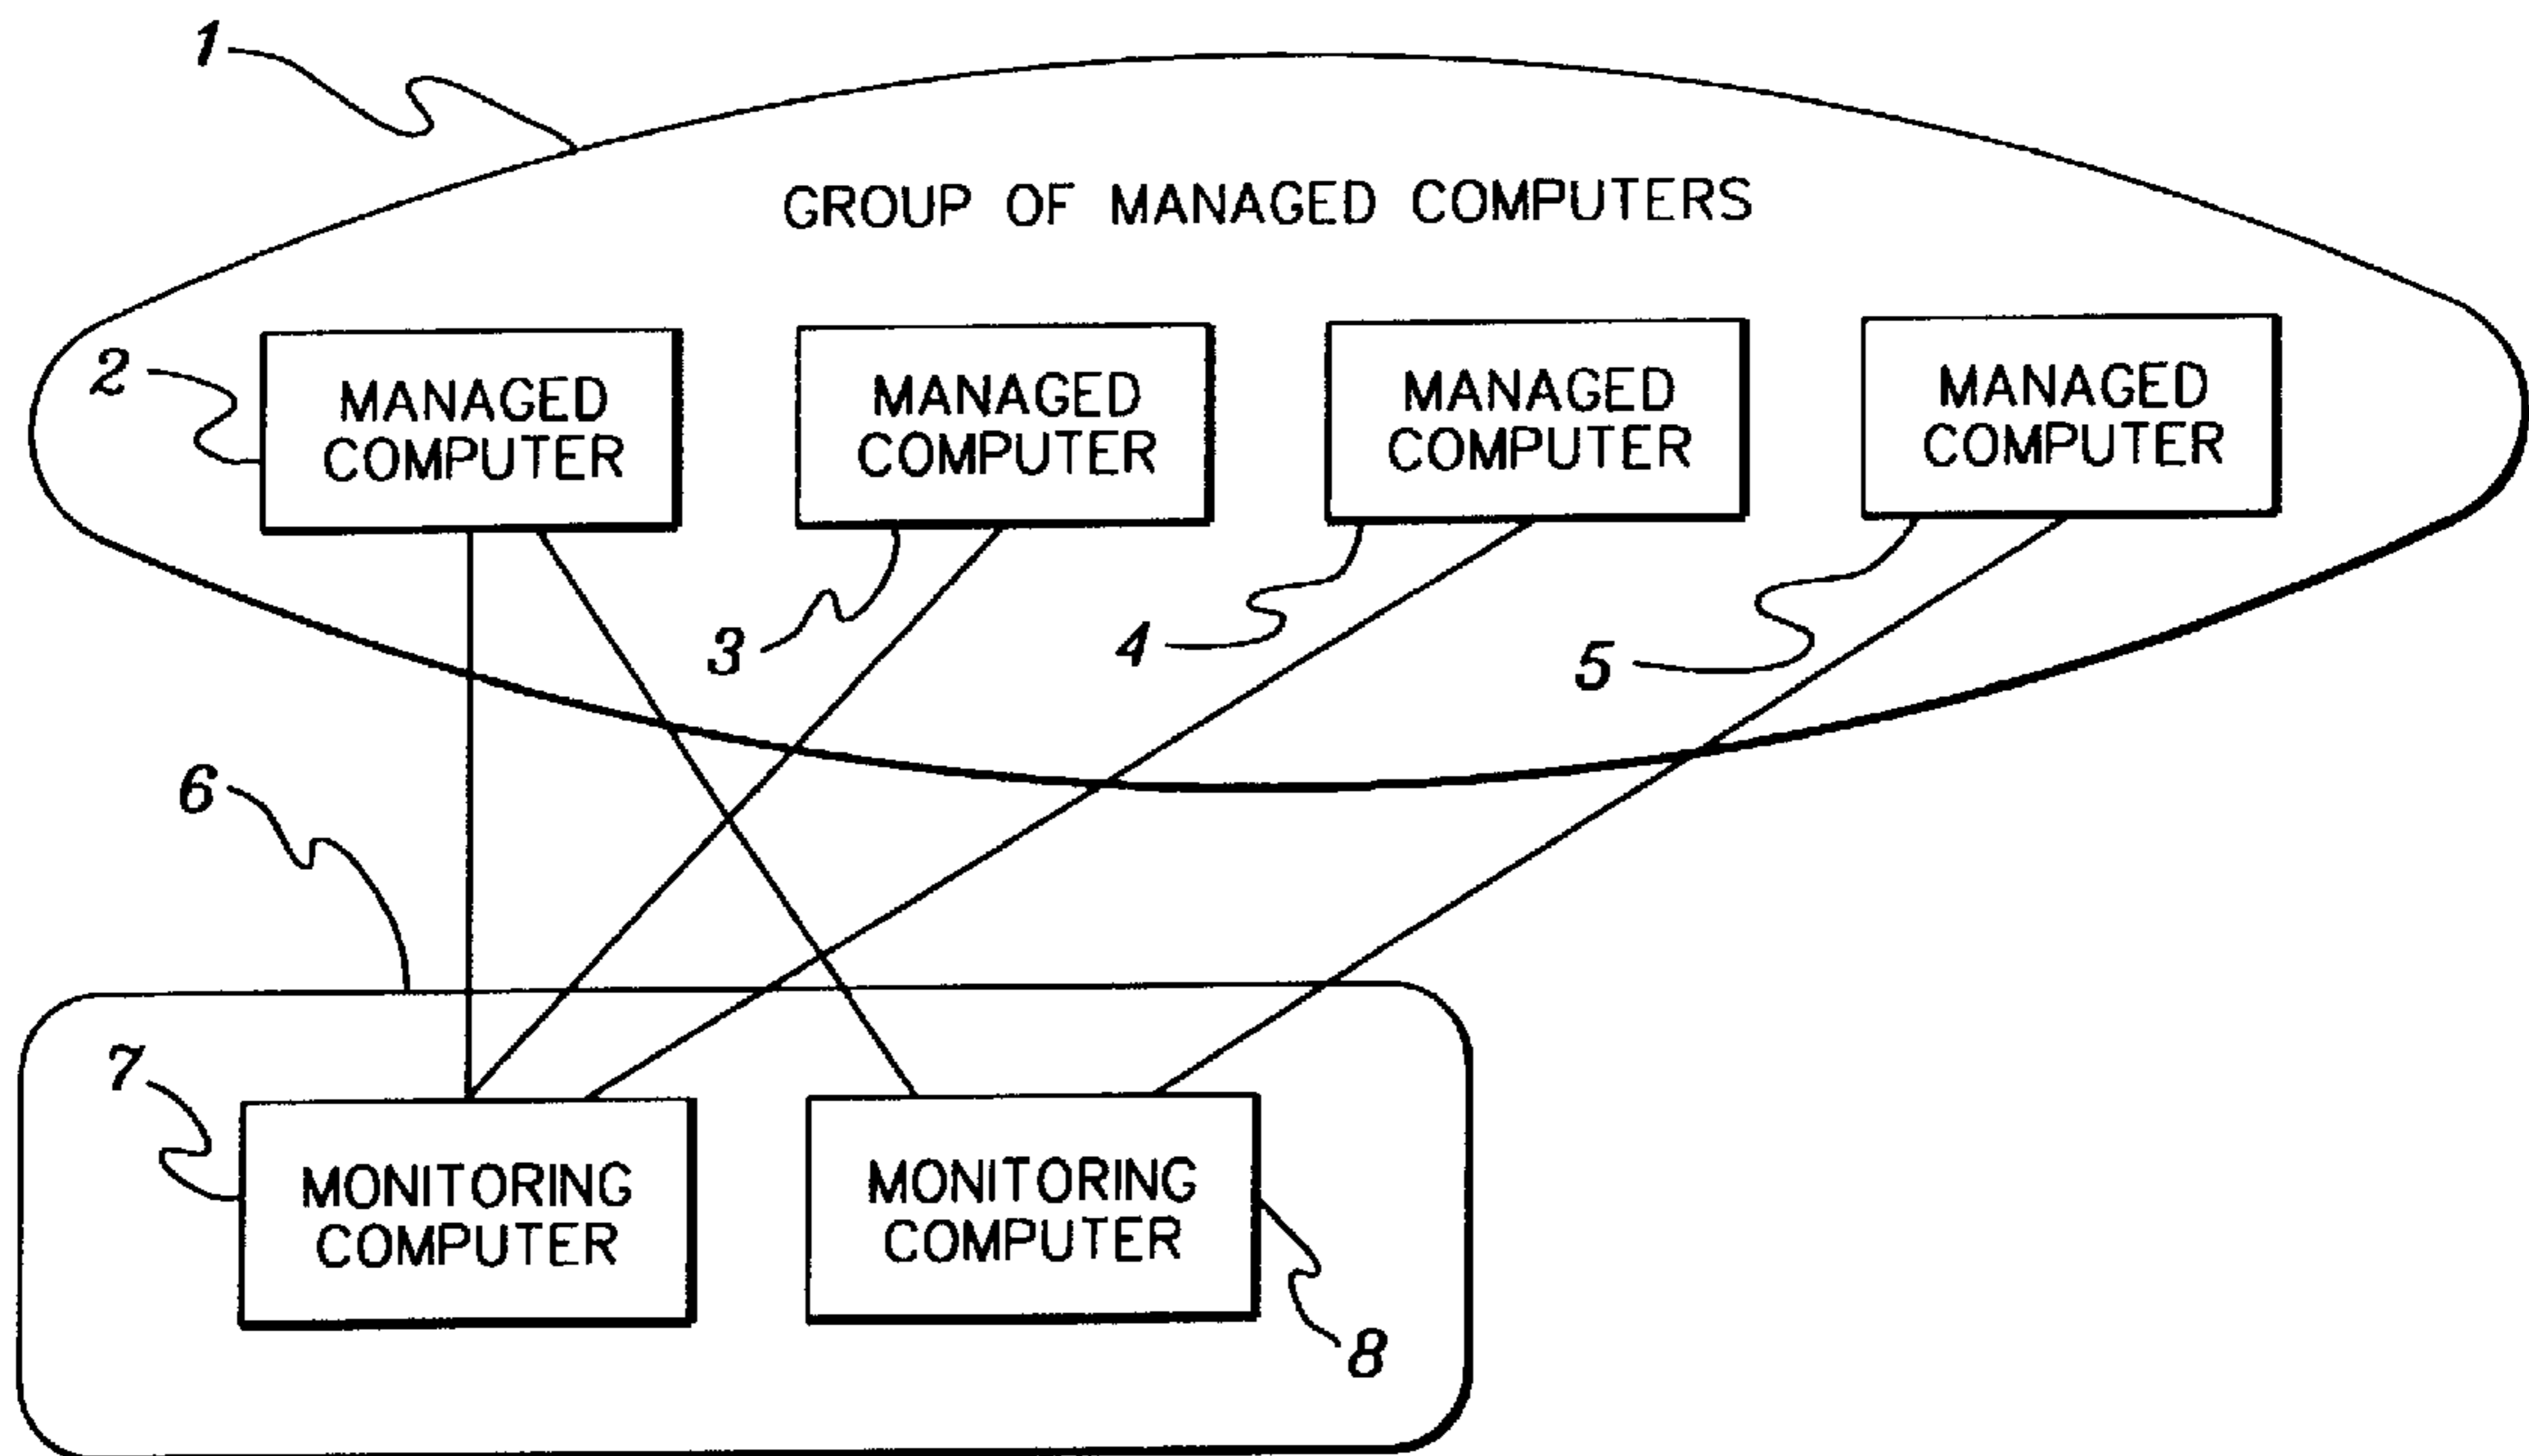 1
GROUP OF MANAGED COMPUTERS
2
MANAGED
COMPUTER
MANAGED
COMPUTER
MANAGED
COMPUTER
MANAGED
COMPUTER
3
4
5
6
7
MONITORING
COMPUTER
MONITORING
COMPUTER
8